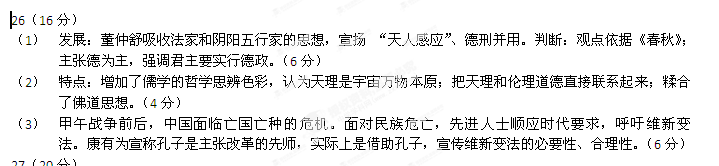 26（16分）
（1） 发展：董仲舒吸收法家和阴阳五行家的思想，宣扬 “天人感应”、德刑并用。判断：观点依据《春秋》；
主张德为主，强调君主要实行德政。（6分）
（2） 特点：增加了儒学的哲学思辨色彩，认为天理是宇宙万物本原；把天理和伦理道德直接联系起来；糅合
了佛道思想。（4分）
（3） 甲午战争前后，中国面临亡国亡种的危机。面对民族危亡，先进人士顺应时代要求，呼吁维新变
法。康有为宣称孔子是主张改革的先师，实际上是借助孔子，宣传维新变法的必要性、合理性。（6分）
27（20分）